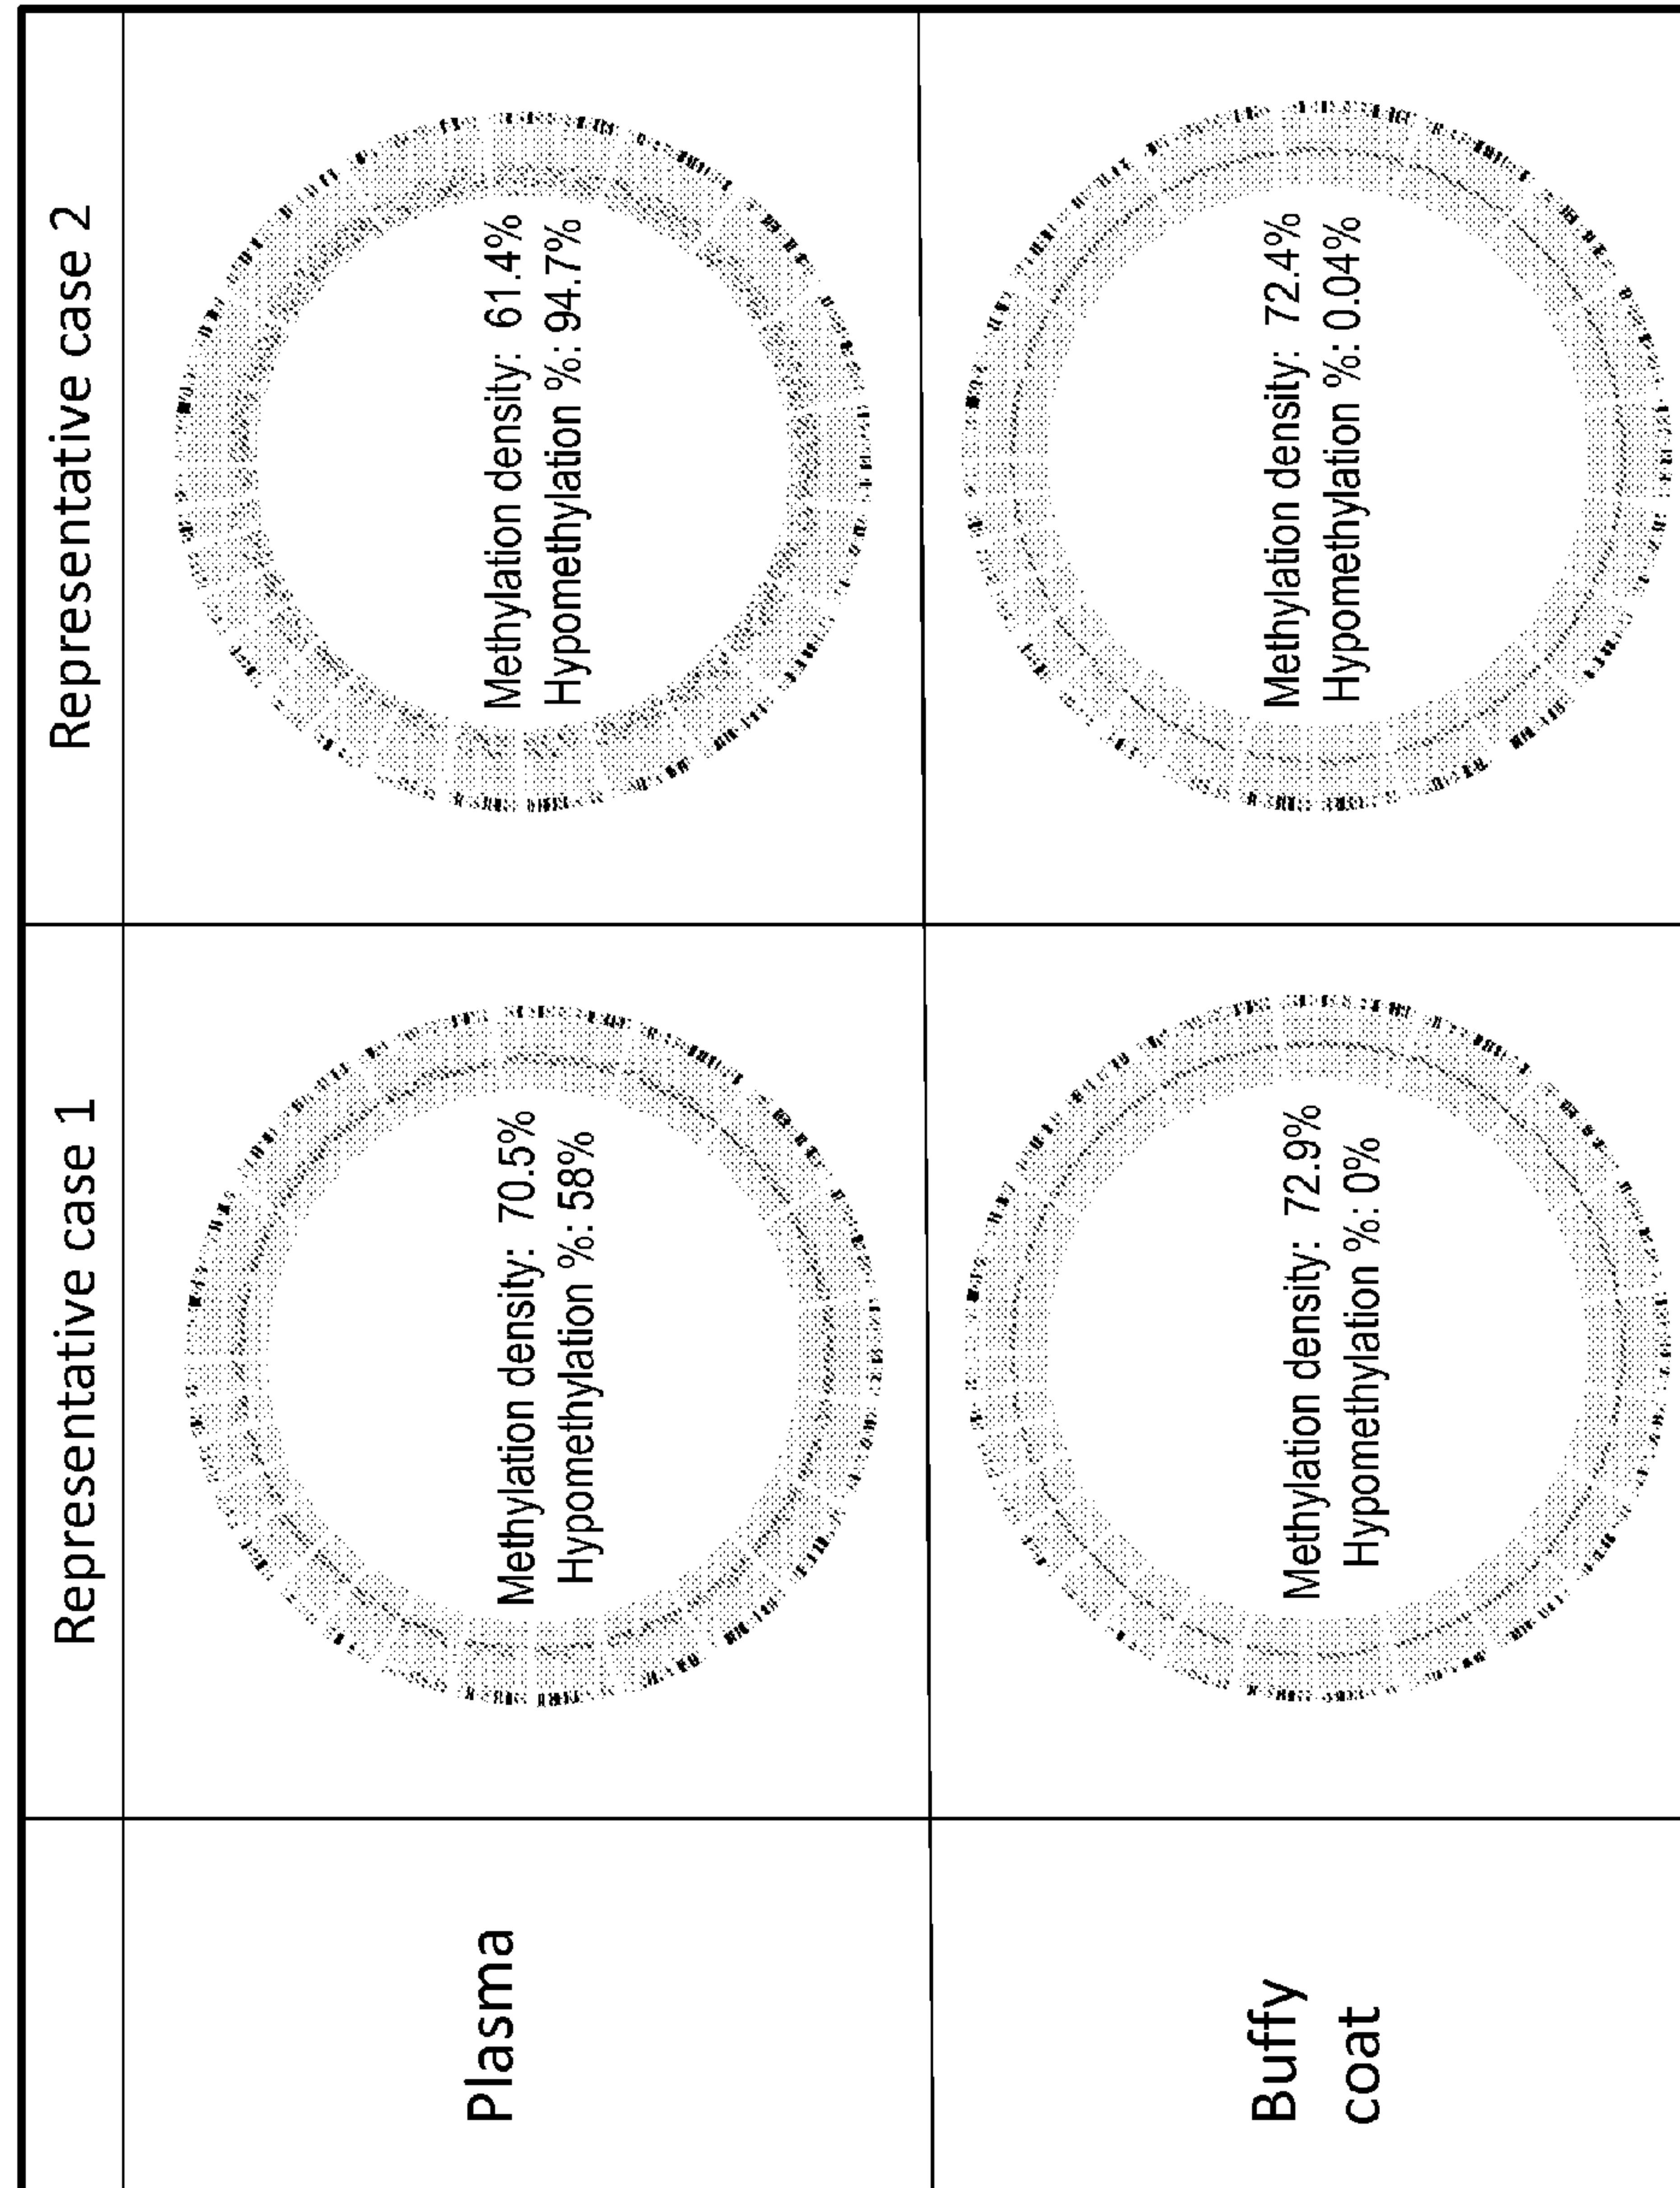 Representative case 1
Representative case 2
Plasma
Methylation density: 70.5%
Hypomethylation %: 58%
Methylation density: 61.4%
Hypomethylation %: 94.7%
Buffy
coat
Methylation density: 72.9%
Hypomethylation %: 0%
Methylation density: 72.4%
Hypomethylation %: 0.04%